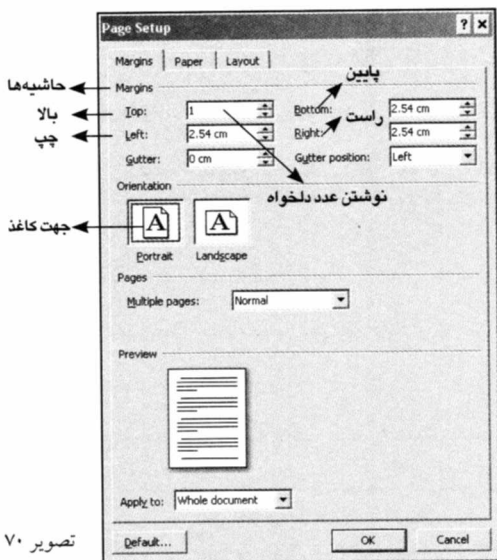 Page Setup
Margins Paper Layout
پایین
حاشیه‌ها Margins
بالا Top: 1 Bottom: 2.54 cm
چپ Left: 2.54 cm راست Right: 2.54 cm
Gutter: 0 cm Gutter position: Left
نوشتن عدد دلخواه
Orientation
جهت کاغذ
A A
Portrait Landscape
Pages
Multiple pages: Normal
Preview
Apply to: Whole document
Default... OK Cancel
تصویر ۷۰